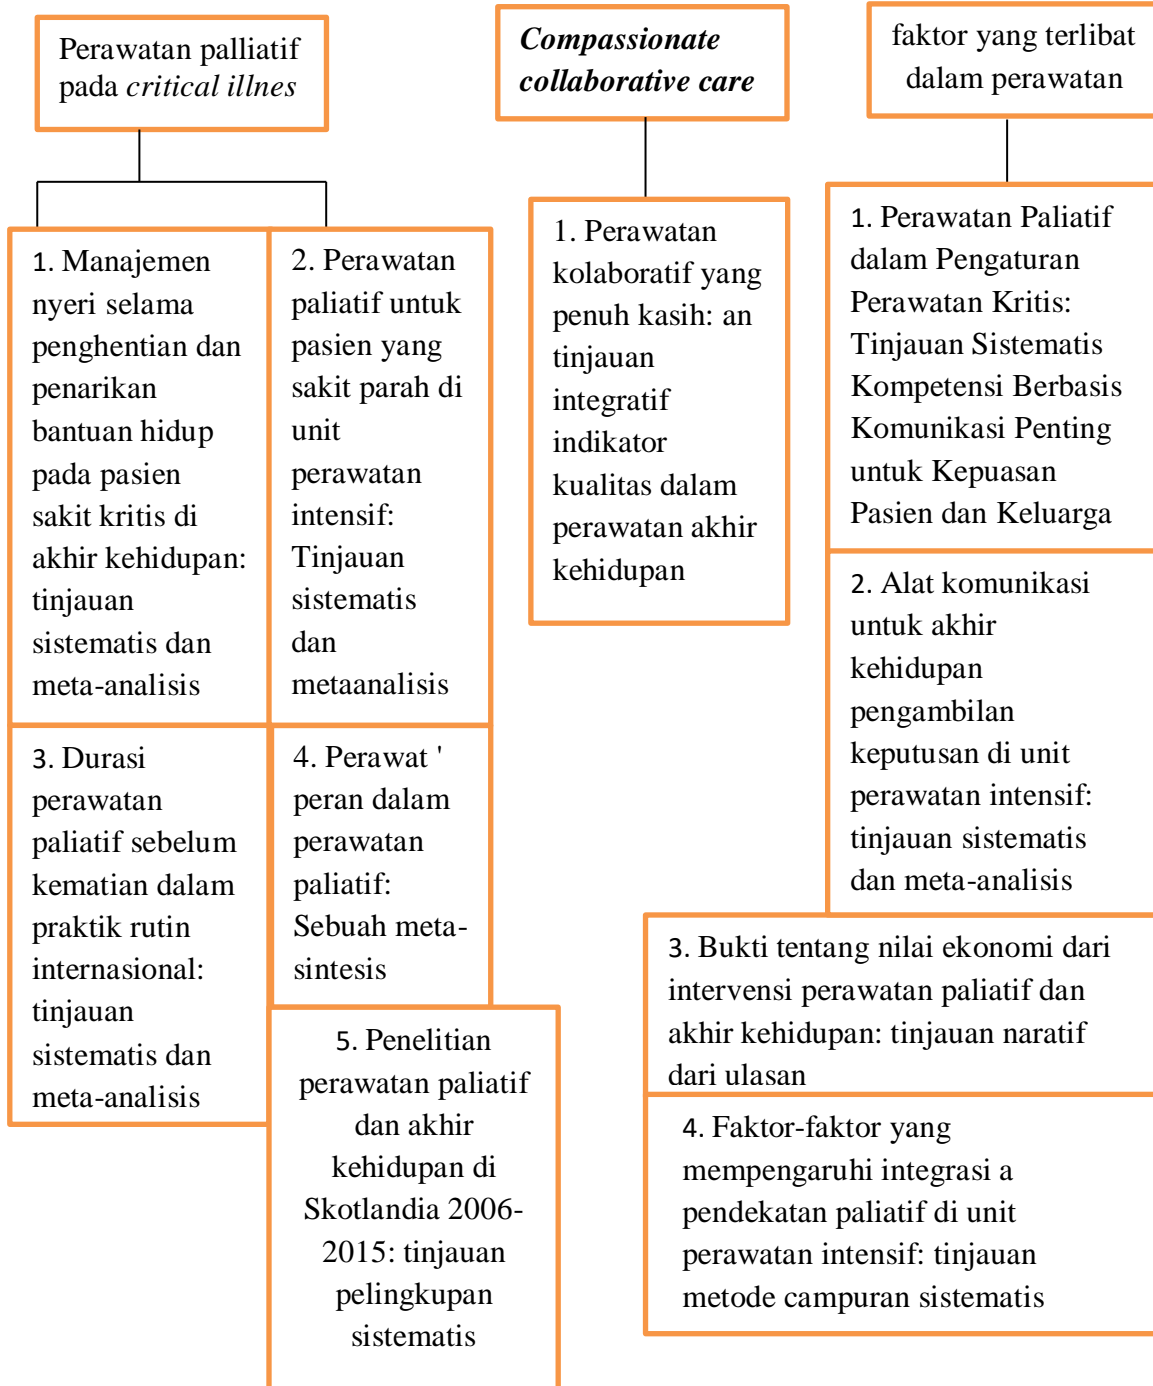 Perawatan palliatif
pada critical illnes
Compassionate
collaborative care
faktor yang terlibat
dalam perawatan
1. Manajemen
nyeri selama
penghentian dan
penarikan
bantuan hidup
pada pasien
sakit kritis di
akhir kehidupan:
tinjauan
sistematis dan
meta-analisis
2. Perawatan
paliatif untuk
pasien yang
sakit parah di
unit
perawatan
intensif:
Tinjauan
sistematis
dan
metaanalisis
3. Durasi
perawatan
paliatif sebelum
kematian dalam
praktik rutin
internasional:
tinjauan
sistematis dan
meta-analisis
4. Perawat '
peran dalam
perawatan
paliatif:
Sebuah meta-
sintesis
5. Penelitian
perawatan paliatif
dan akhir
kehidupan di
Skotlandia 2006-
2015: tinjauan
pelingkupan
sistematis
1. Perawatan
kolaboratif yang
penuh kasih: an
tinjauan
integratif
indikator
kualitas dalam
perawatan akhir
kehidupan
1. Perawatan Paliatif
dalam Pengaturan
Perawatan Kritis:
Tinjauan Sistematis
Kompetensi Berbasis
Komunikasi Penting
untuk Kepuasan
Pasien dan Keluarga
2. Alat komunikasi
untuk akhir
kehidupan
pengambilan
keputusan di unit
perawatan intensif:
tinjauan sistematis
dan meta-analisis
3. Bukti tentang nilai ekonomi dari
intervensi perawatan paliatif dan
akhir kehidupan: tinjauan naratif
dari ulasan
4. Faktor-faktor yang
mempengaruhi integrasi a
pendekatan paliatif di unit
perawatan intensif: tinjauan
metode campuran sistematis